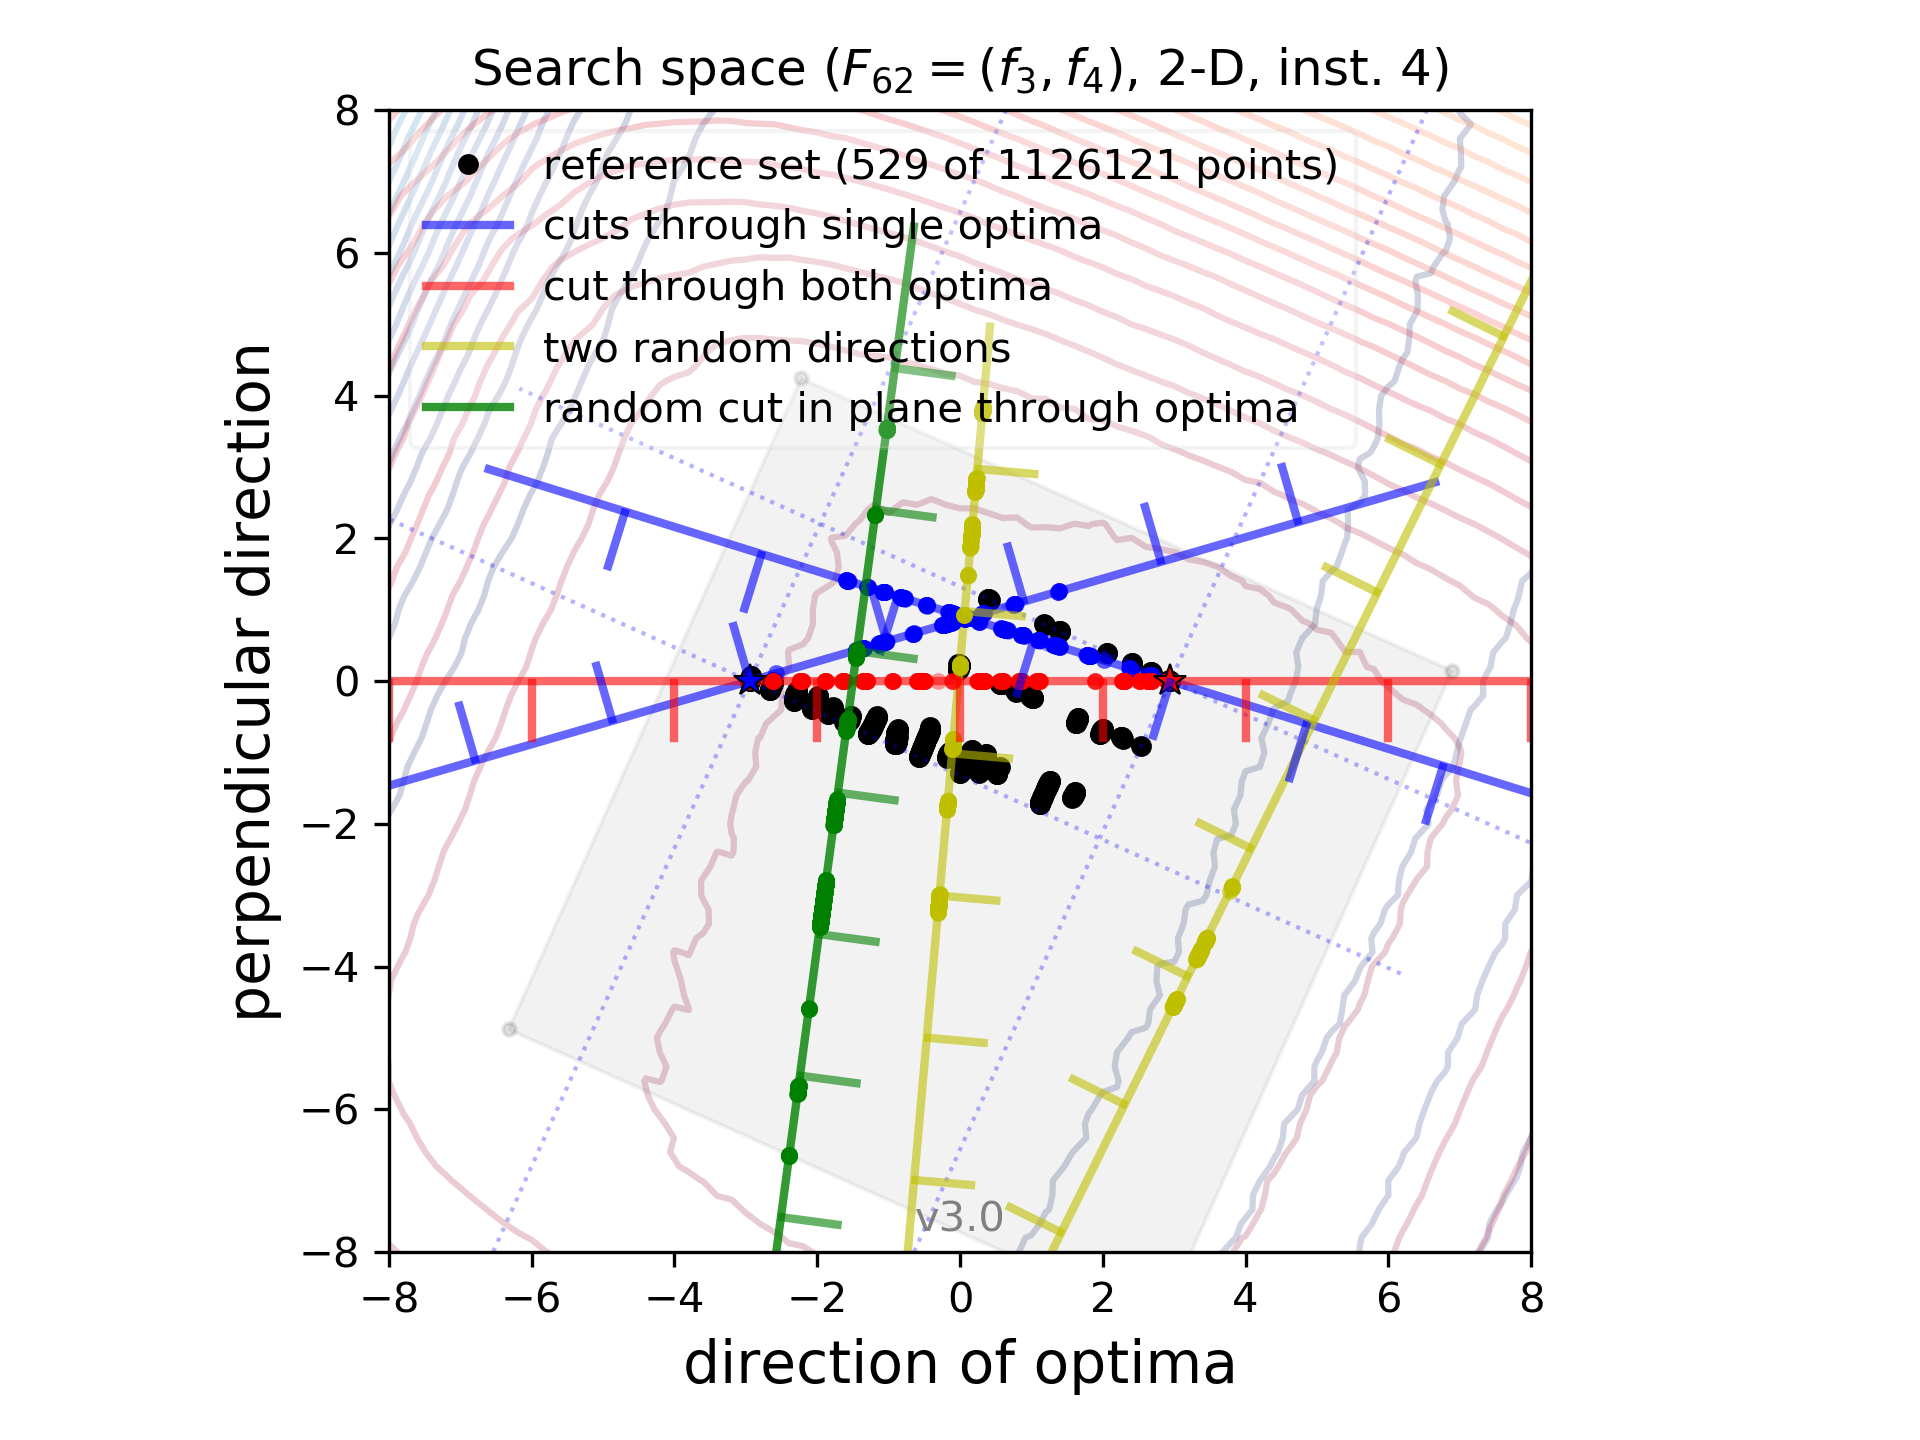 Search space (F₆₂ = (f₃, f₄), 2-D, inst. 4)
reference set (529 of 1126121 points)
cuts through single optima
cut through both optima
two random directions
random cut in plane through optima
8
6
4
2
0
−2
−4
−6
−8
perpendicular direction
v3.0
−8 −6 −4 −2 0 2 4 6 8
direction of optima